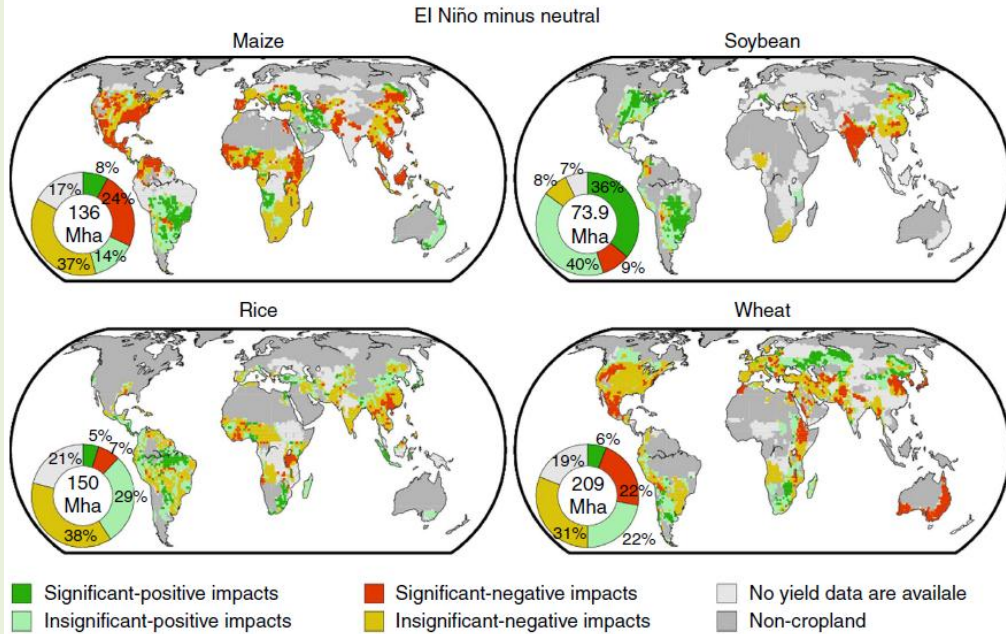 El Niño minus neutral
Maize
8%
17%
24%
136
Mha
14%
37%
Soybean
7%
8%
36%
73.9
Mha
40%
9%
Rice
5%
7%
21%
150
Mha
29%
38%
Wheat
6%
19%
22%
209
Mha
31%
22%
Significant-positive impacts
Significant-negative impacts
No yield data are availale
Insignificant-positive impacts
Insignificant-negative impacts
Non-cropland